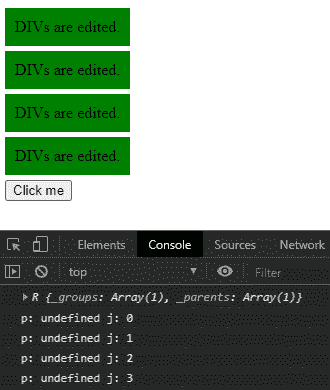 DIVs are edited.
DIVs are edited.
DIVs are edited.
DIVs are edited.
Click me
Elements Console Sources Network
top Filter
R {_groups: Array(1), _parents: Array(1)}
p: undefined j: 0
p: undefined j: 1
p: undefined j: 2
p: undefined j: 3